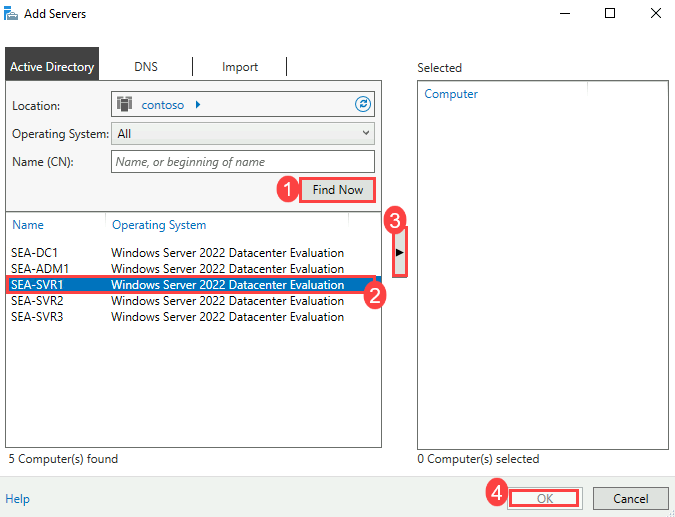 Add Servers
Active Directory DNS Import
Selected
Location: contoso
Computer
Operating System: All
Name (CN): Name, or beginning of name
1 Find Now
Name Operating System
3
SEA-DC1 Windows Server 2022 Datacenter Evaluation
SEA-ADM1 Windows Server 2022 Datacenter Evaluation
SEA-SVR1 Windows Server 2022 Datacenter Evaluation
2
SEA-SVR2 Windows Server 2022 Datacenter Evaluation
SEA-SVR3 Windows Server 2022 Datacenter Evaluation
5 Computer(s) found
0 Computer(s) selected
Help 4 OK Cancel